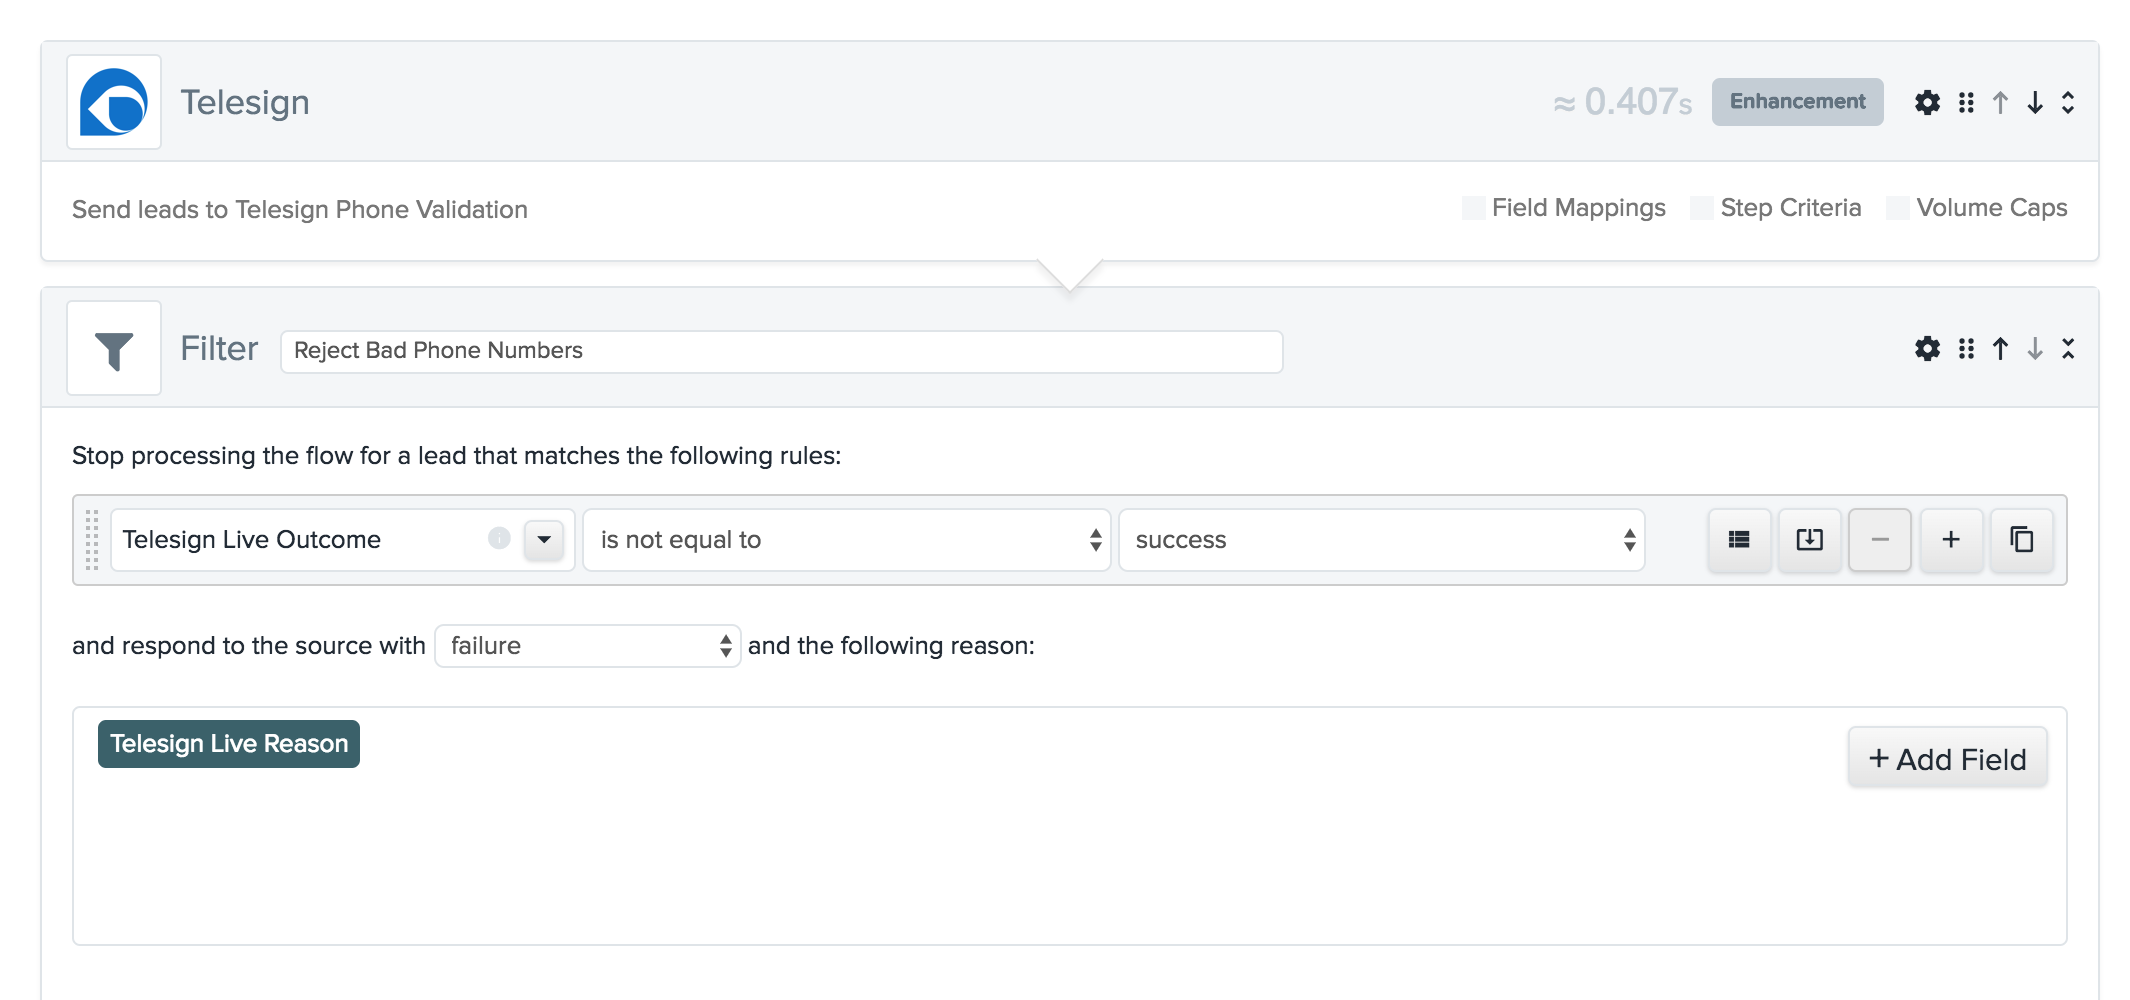 Telesign
≈ 0.407s
Enhancement
Send leads to Telesign Phone Validation
Field Mappings
Step Criteria
Volume Caps
Filter
Reject Bad Phone Numbers
Stop processing the flow for a lead that matches the following rules:
Telesign Live Outcome
is not equal to
success
and respond to the source with failure and the following reason:
Telesign Live Reason
+ Add Field